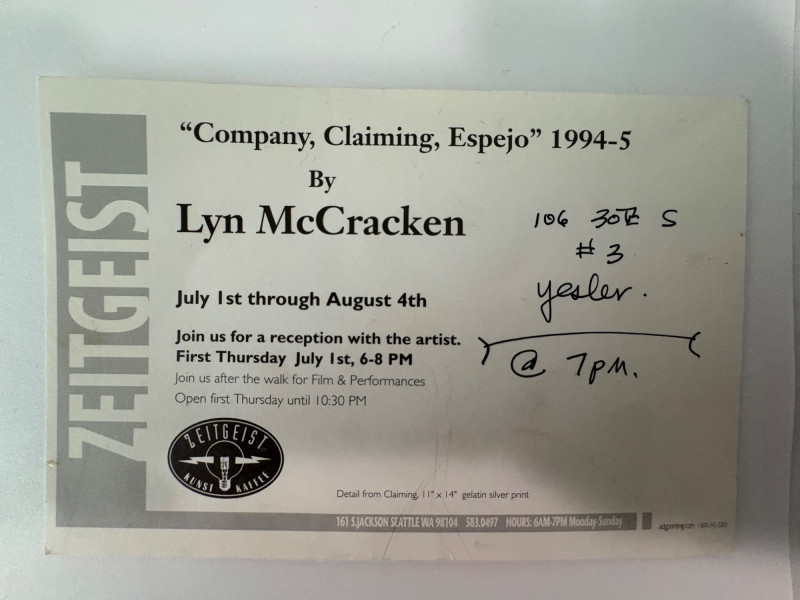 ZEITGEIST
“Company, Claiming, Espejo” 1994-5
By
Lyn McCracken
106 30th S
# 3
yesler.
@ 7pm.
July 1st through August 4th
Join us for a reception with the artist.
First Thursday July 1st, 6-8 PM
Join us after the walk for Film & Performances
Open first Thursday until 10:30 PM
ZEITGEIST
KUNST KAFFEE
Detail from Claiming, 11" x 14" gelatin silver print
161 S.JACKSON SEATTLE WA 98104 583.0497 HOURS: 6AM-7PM Monday-Sunday